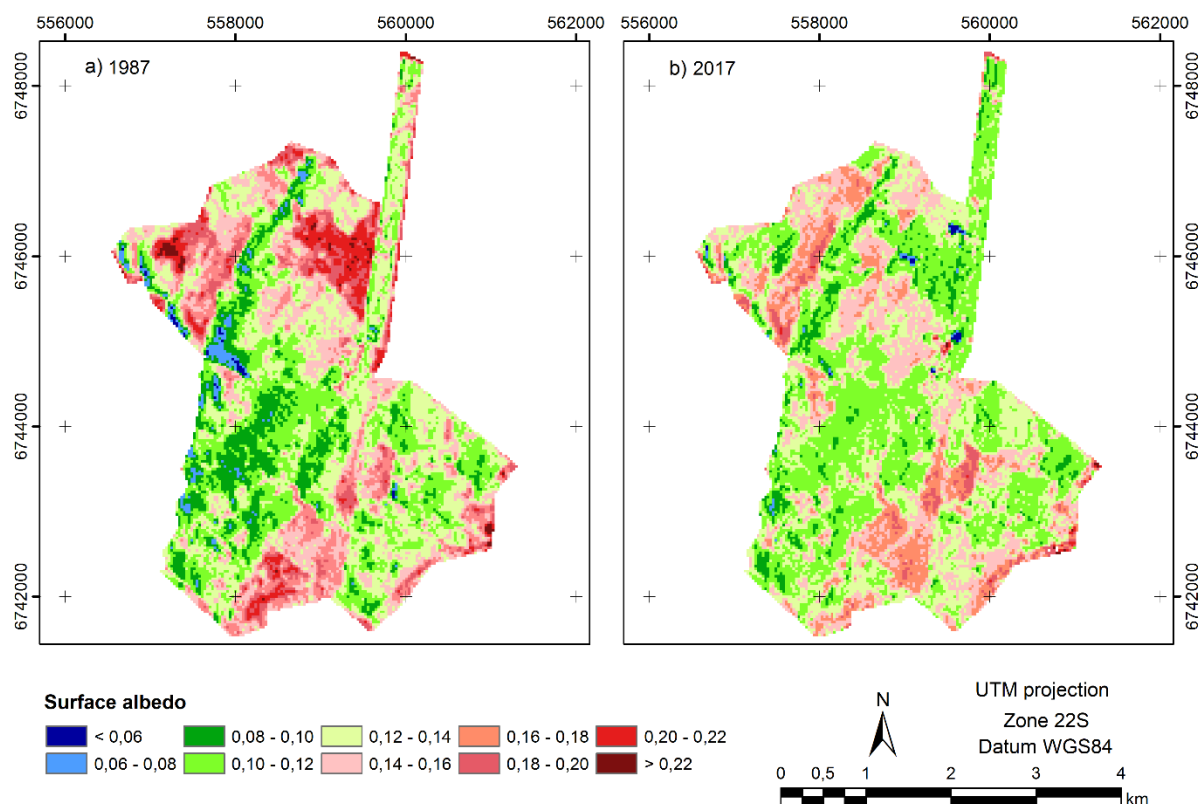 556000 558000 560000 562000 556000 558000 560000 562000
a) 1987
b) 2017
6748000
6746000
6744000
6742000
6748000
6746000
6744000
6742000
Surface albedo
< 0,06 0,08 - 0,10 0,12 - 0,14 0,16 - 0,18 0,20 - 0,22
0,06 - 0,08 0,10 - 0,12 0,14 - 0,16 0,18 - 0,20 > 0,22
N
UTM projection
Zone 22S
Datum WGS84
0 0,5 1 2 3 4
km